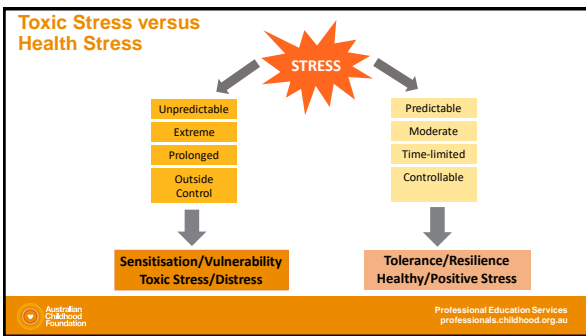 Toxic Stress versus
Health Stress
STRESS
Unpredictable
Extreme
Prolonged
Outside
Control
Predictable
Moderate
Time-limited
Controllable
Sensitisation/Vulnerability
Toxic Stress/Distress
Tolerance/Resilience
Healthy/Positive Stress
Australian
Childhood
Foundation
Professional Education Services
professionals.childhood.org.au